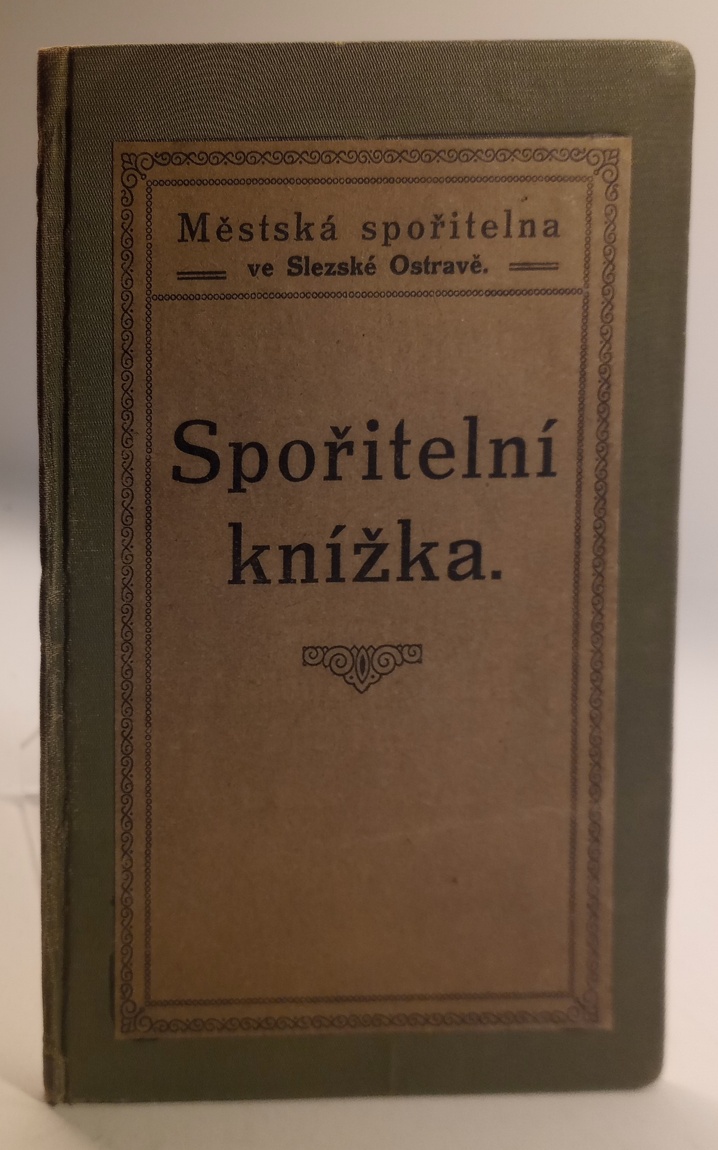 Městská spořitelna
ve Slezské Ostravě.
Spořitelní
knížka.